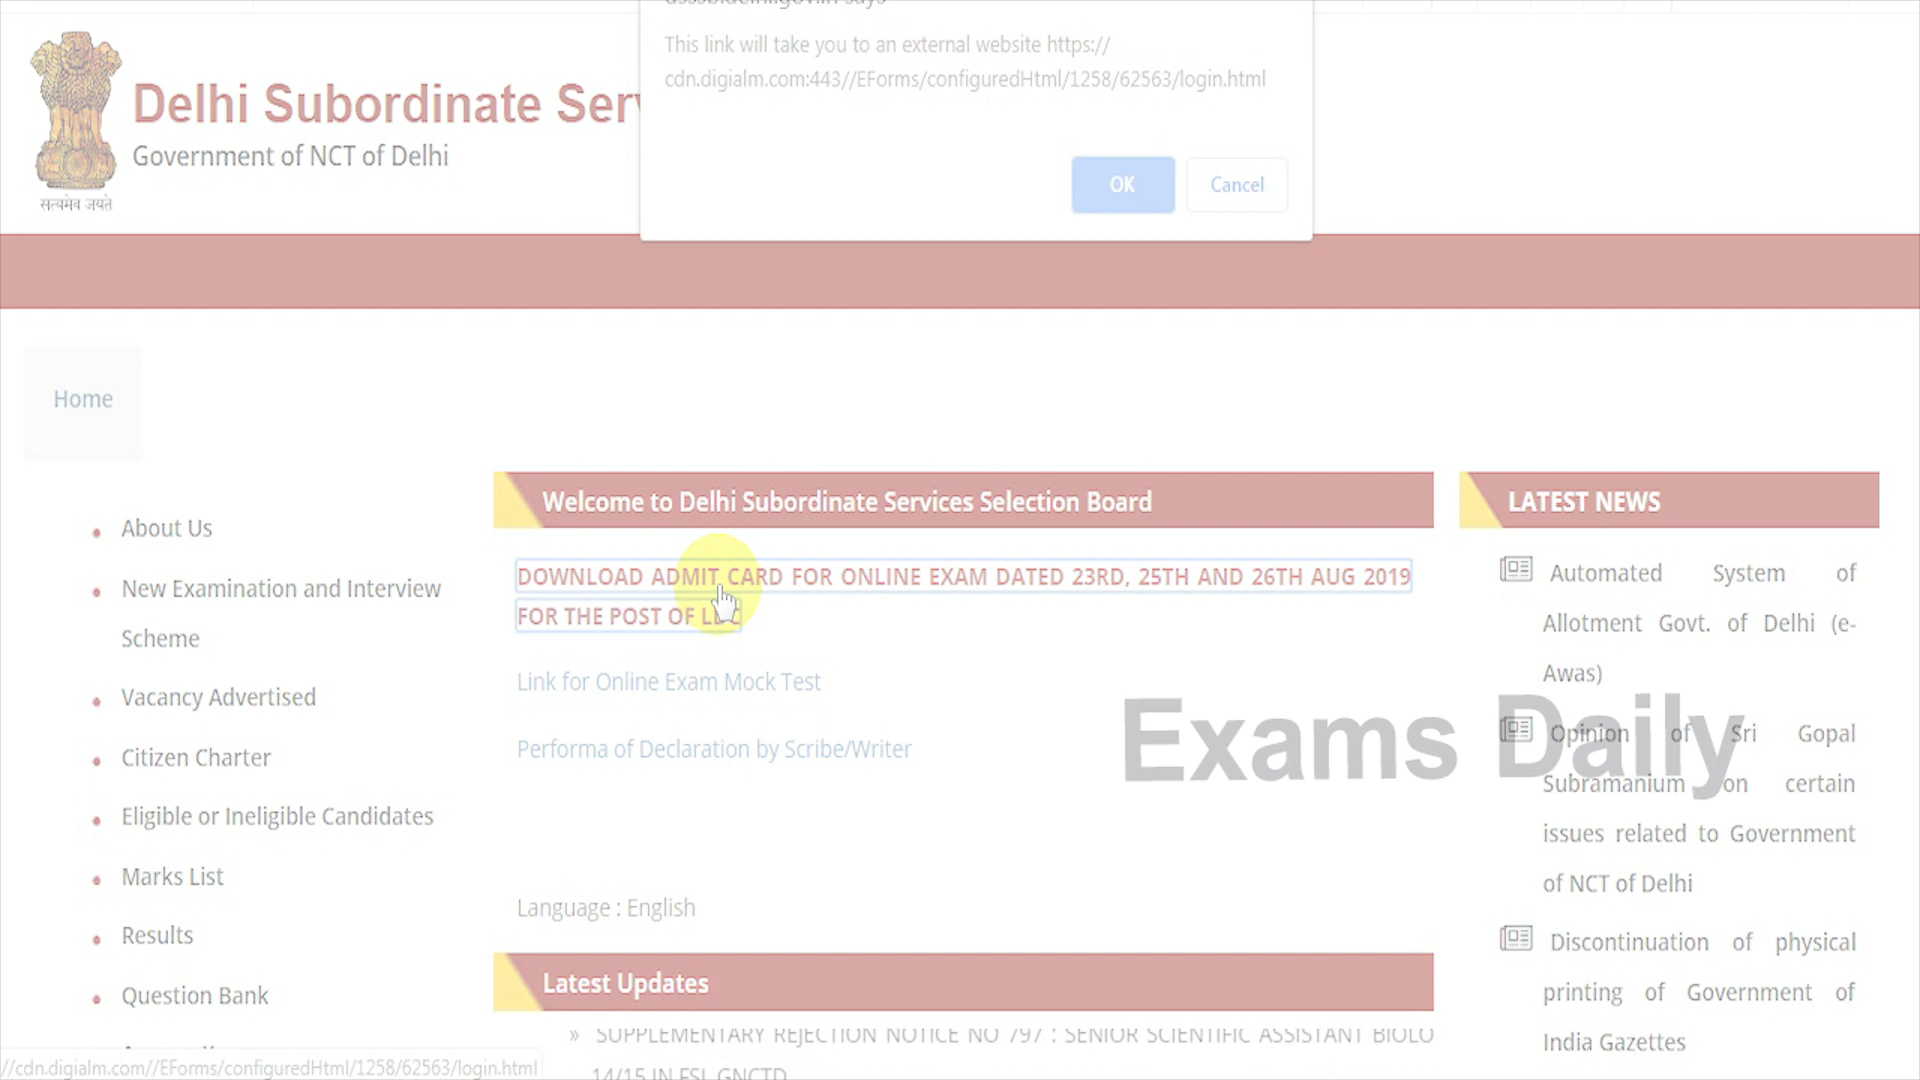 This link will take you to an external website https://
cdn.digialm.com:443//EForms/configuredHtml/1258/62563/login.html
OK
Cancel
Delhi Subordinate
Government of NCT of Delhi
सत्यमेव जयते
Home
About Us
New Examination and Interview
Scheme
Vacancy Advertised
Citizen Charter
Eligible or Ineligible Candidates
Marks List
Results
Question Bank
Welcome to Delhi Subordinate Services Selection Board
DOWNLOAD ADMIT CARD FOR ONLINE EXAM DATED 23RD, 25TH AND 26TH AUG 2019
FOR THE POST OF
Link for Online Exam Mock Test
Performa of Declaration by Scribe/Writer
Language : English
Latest Updates
» SUPPLEMENTARY REJECTION NOTICE NO 797 : SENIOR SCIENTIFIC ASSISTANT BIOLO
LATEST NEWS
Automated System of
Allotment Govt. of Delhi (e-
Awas)
Opinion of Sri Gopal
Subramanium on certain
issues related to Government
of NCT of Delhi
Discontinuation of physical
printing of Government of
India Gazettes
Exams Daily
//cdn.digialm.com//EForms/configuredHtml/1258/62563/login.html